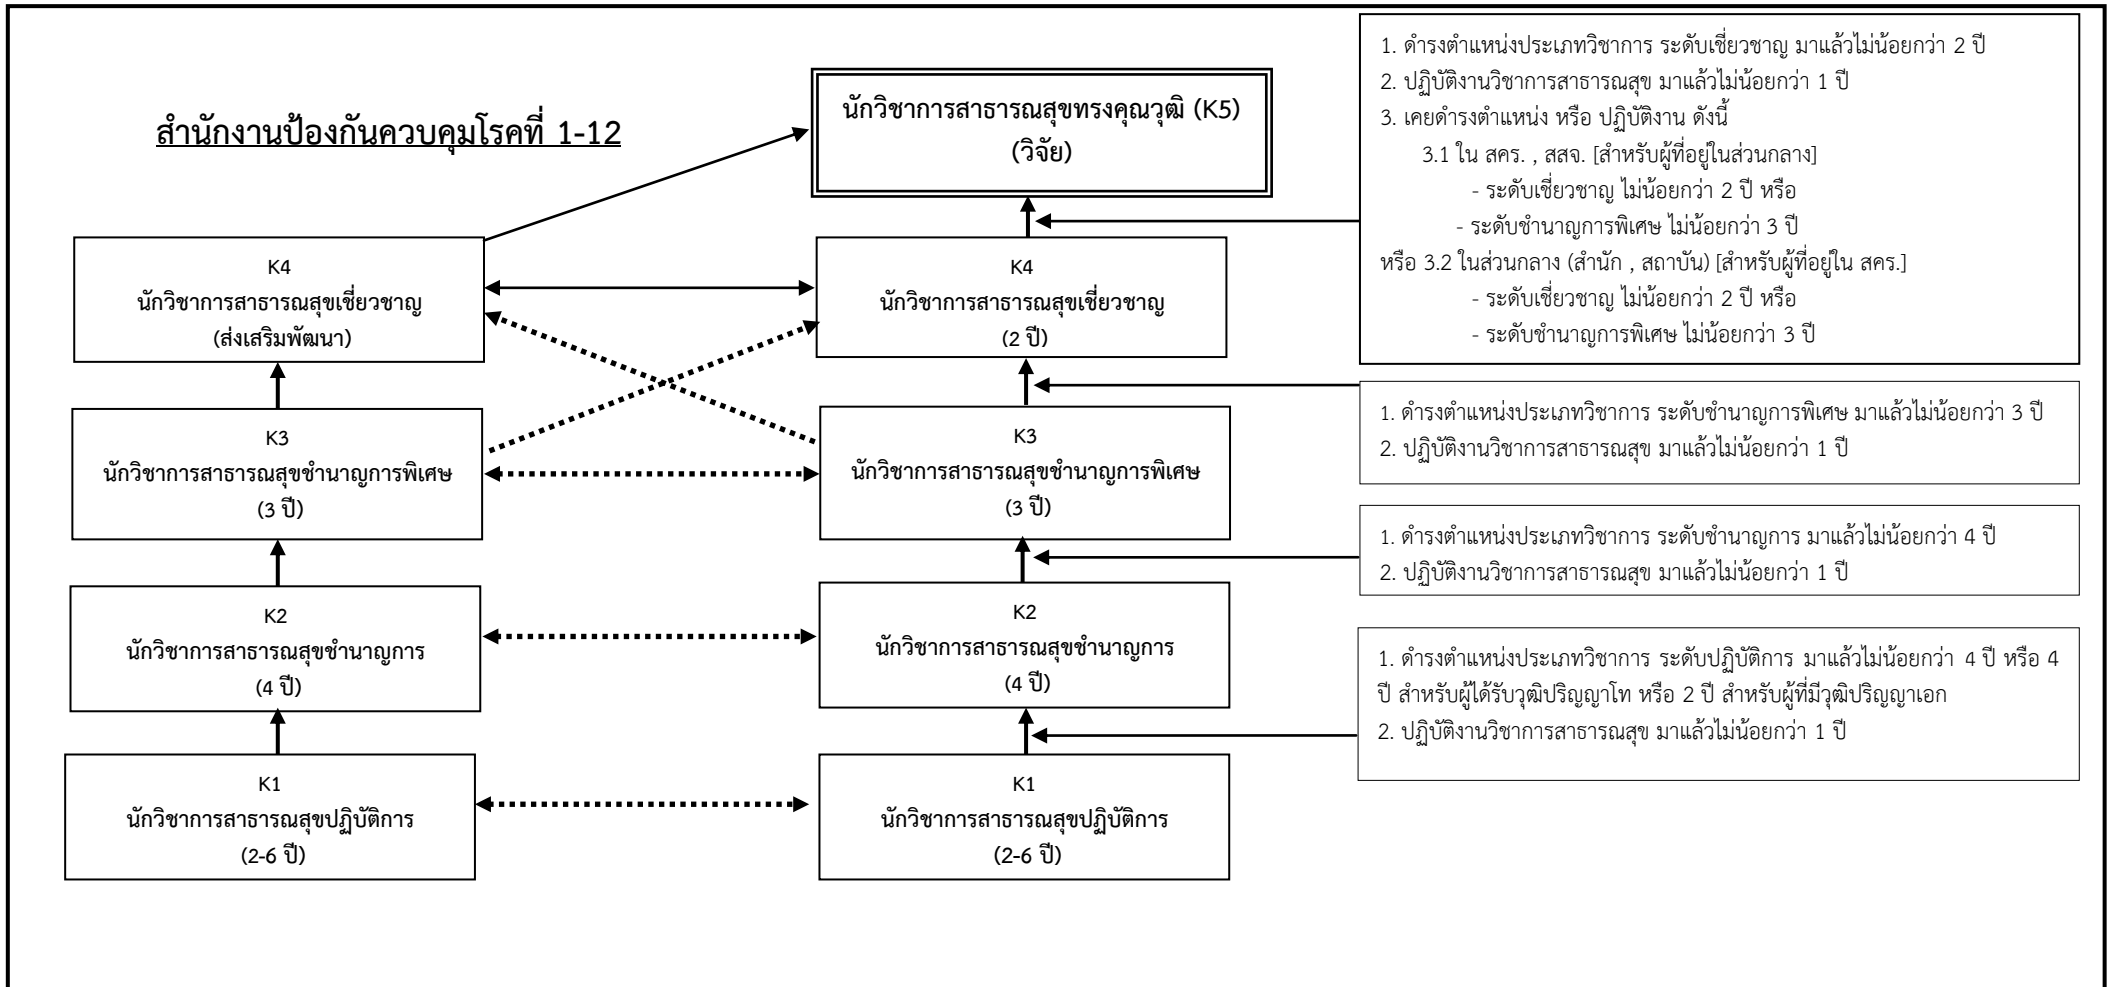 สำนักงานป้องกันควบคุมโรคที่ 1-12
นักวิชาการสาธารณสุขทรงคุณวุฒิ (K5)
(วิจัย)
K4
นักวิชาการสาธารณสุขเชี่ยวชาญ
(ส่งเสริมพัฒนา)
K3
นักวิชาการสาธารณสุขชำนาญการพิเศษ
(3 ปี)
K2
นักวิชาการสาธารณสุขชำนาญการ
(4 ปี)
K1
นักวิชาการสาธารณสุขปฏิบัติการ
(2-6 ปี)
K4
นักวิชาการสาธารณสุขเชี่ยวชาญ
(2 ปี)
K3
นักวิชาการสาธารณสุขชำนาญการพิเศษ
(3 ปี)
K2
นักวิชาการสาธารณสุขชำนาญการ
(4 ปี)
K1
นักวิชาการสาธารณสุขปฏิบัติการ
(2-6 ปี)
1. ดำรงตำแหน่งประเภทวิชาการ ระดับเชี่ยวชาญ มาแล้วไม่น้อยกว่า 2 ปี
2. ปฏิบัติงานวิชาการสาธารณสุข มาแล้วไม่น้อยกว่า 1 ปี
3. เคยดำรงตำแหน่ง หรือ ปฏิบัติงาน ดังนี้
3.1 ใน สคร. , สสจ. [สำหรับผู้ที่อยู่ในส่วนกลาง]
- ระดับเชี่ยวชาญ ไม่น้อยกว่า 2 ปี หรือ
- ระดับชำนาญการพิเศษ ไม่น้อยกว่า 3 ปี
หรือ 3.2 ในส่วนกลาง (สำนัก , สถาบัน) [สำหรับผู้ที่อยู่ใน สคร.]
- ระดับเชี่ยวชาญ ไม่น้อยกว่า 2 ปี หรือ
- ระดับชำนาญการพิเศษ ไม่น้อยกว่า 3 ปี
1. ดำรงตำแหน่งประเภทวิชาการ ระดับชำนาญการพิเศษ มาแล้วไม่น้อยกว่า 3 ปี
2. ปฏิบัติงานวิชาการสาธารณสุข มาแล้วไม่น้อยกว่า 1 ปี
1. ดำรงตำแหน่งประเภทวิชาการ ระดับชำนาญการ มาแล้วไม่น้อยกว่า 4 ปี
2. ปฏิบัติงานวิชาการสาธารณสุข มาแล้วไม่น้อยกว่า 1 ปี
1. ดำรงตำแหน่งประเภทวิชาการ ระดับปฏิบัติการ มาแล้วไม่น้อยกว่า 4 ปี หรือ 4
ปี สำหรับผู้ได้รับวุฒิปริญญาโท หรือ 2 ปี สำหรับผู้ที่มีวุฒิปริญญาเอก
2. ปฏิบัติงานวิชาการสาธารณสุข มาแล้วไม่น้อยกว่า 1 ปี